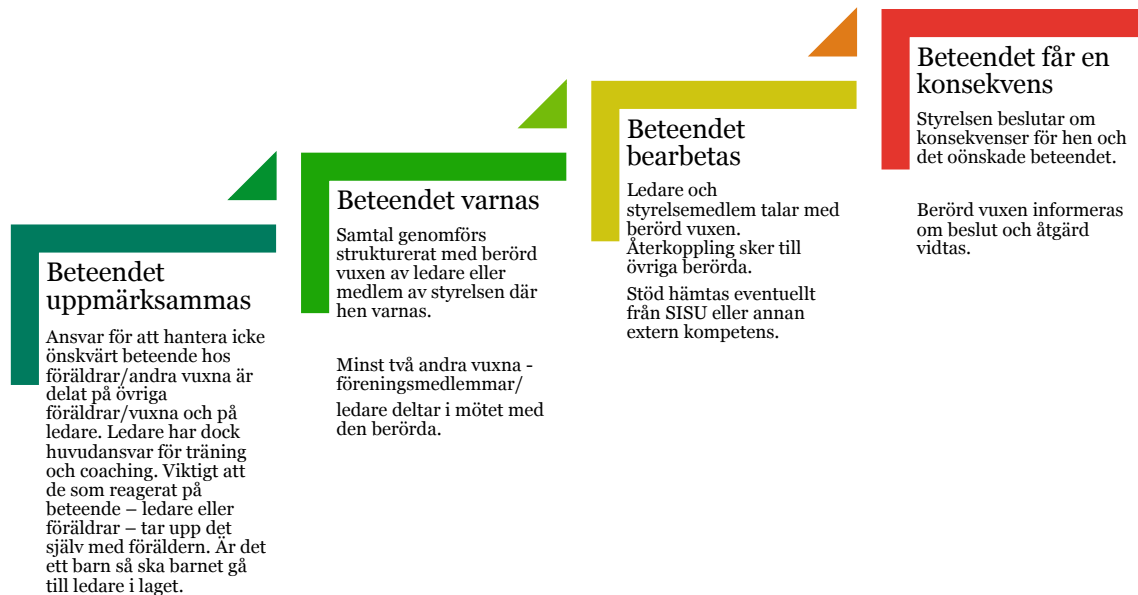 Beteendet
uppmärksammas
Ansvar för att hantera icke
önskvärt beteende hos
föräldrar/andra vuxna är
delat på övriga
föräldrar/vuxna och på
ledare. Ledare har dock
huvudansvar för träning
och coaching. Viktigt att
de som reagerat på
beteende – ledare eller
föräldrar – tar upp det
själv med föräldern. Är det
ett barn så ska barnet gå
till ledare i laget.
Beteendet varnas
Samtal genomförs
strukturerat med berörd
vuxen av ledare eller
medlem av styrelsen där
hen varnas.
Minst två andra vuxna -
föreningsmedlemmar/
ledare deltar i mötet med
den berörda.
Beteendet
bearbetas
Ledare och
styrelsemedlem talar med
berörd vuxen.
Återkoppling sker till
övriga berörda.
Stöd hämtas eventuellt
från SISU eller annan
extern kompetens.
Beteendet får en
konsekvens
Styrelsen beslutar om
konsekvenser för hen och
det oönskade beteendet.
Berörd vuxen informeras
om beslut och åtgärd
vidtas.